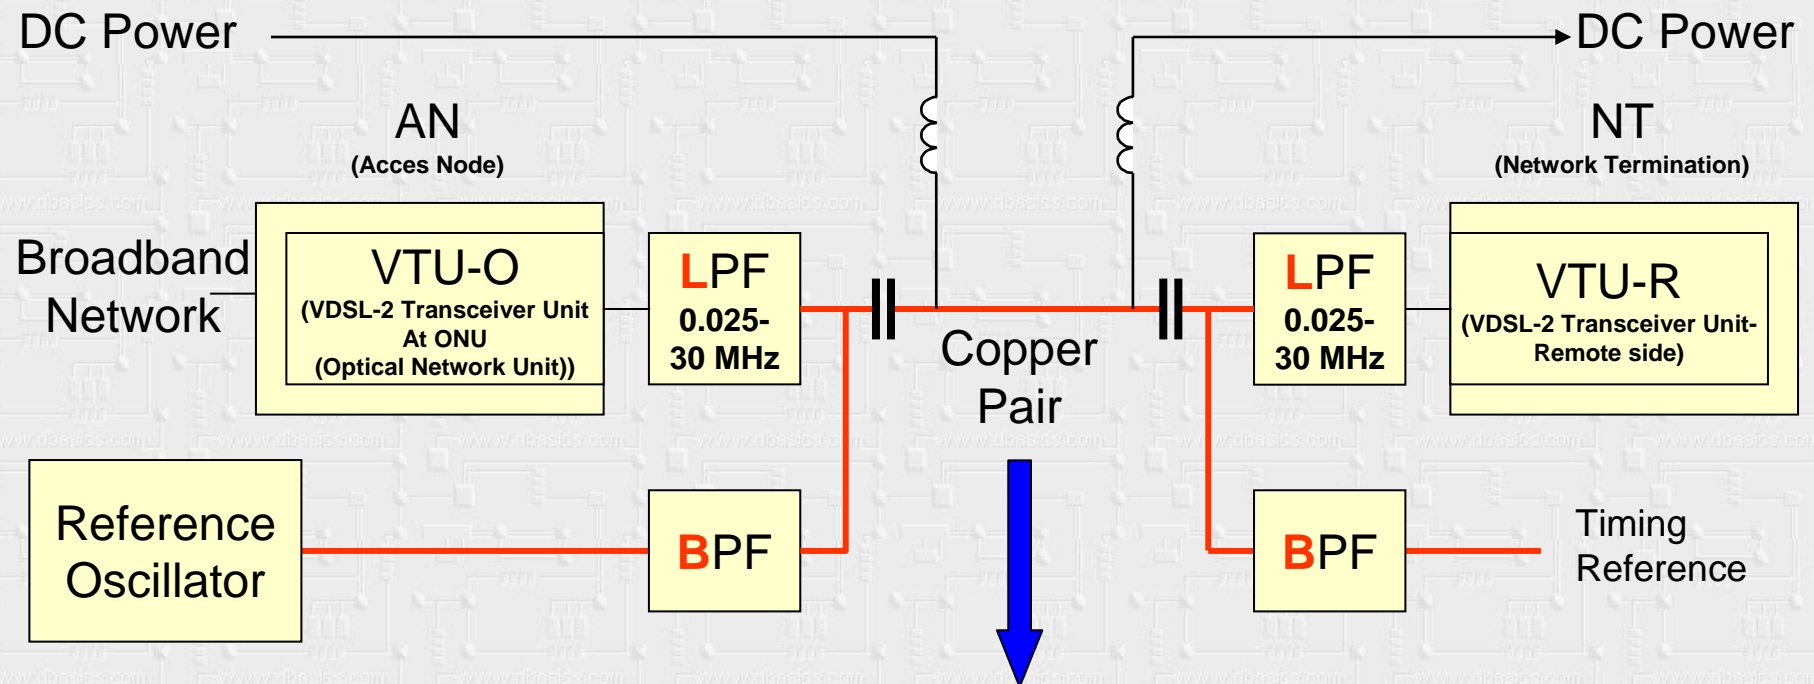 DC Power
DC Power
AN
(Acces Node)
NT
(Network Termination)
Broadband
Network
VTU-O
(VDSL-2 Transceiver Unit
At ONU
(Optical Network Unit))
LPF
0.025-
30 MHz
Copper
Pair
LPF
0.025-
30 MHz
VTU-R
(VDSL-2 Transceiver Unit-
Remote side)
Reference
Oscillator
BPF
BPF
Timing
Reference